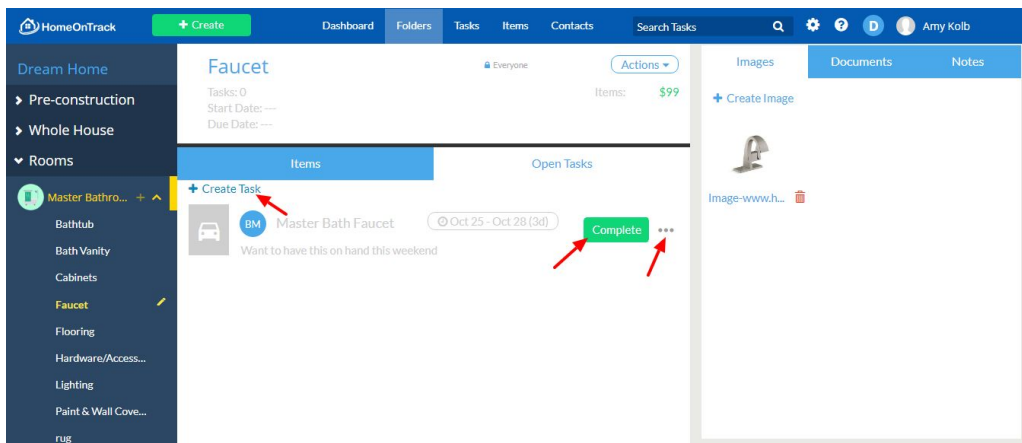 HomeOnTrack
+ Create
Dashboard
Folders
Tasks
Items
Contacts
Search Tasks
D
Amy Kolb
Dream Home
Pre-construction
Whole House
Rooms
Master Bathro...
Bathtub
Bath Vanity
Cabinets
Faucet
Flooring
Hardware/Access...
Lighting
Paint & Wall Cove...
rug
Faucet
Everyone
Actions
Tasks: 0
Items: $99
Start Date: ---
Due Date: ---
Items
Open Tasks
+ Create Task
BM
Master Bath Faucet
Oct 25 - Oct 28 (3d)
Complete
Want to have this on hand this weekend
Images
Documents
Notes
+ Create Image
Image-www.h...